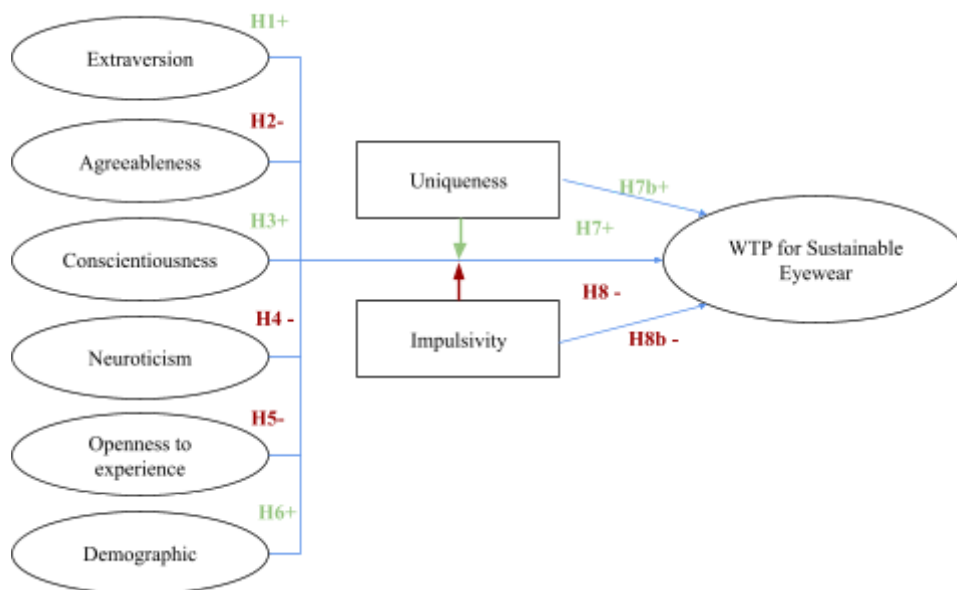 H1+
Extraversion
H2-
Agreeableness
H3+
Conscientiousness
H4 -
Neuroticism
H5-
Openness to
experience
H6+
Demographic
Uniqueness
Impulsivity
H7b+
H7+
H8 -
H8b -
WTP for Sustainable
Eyewear